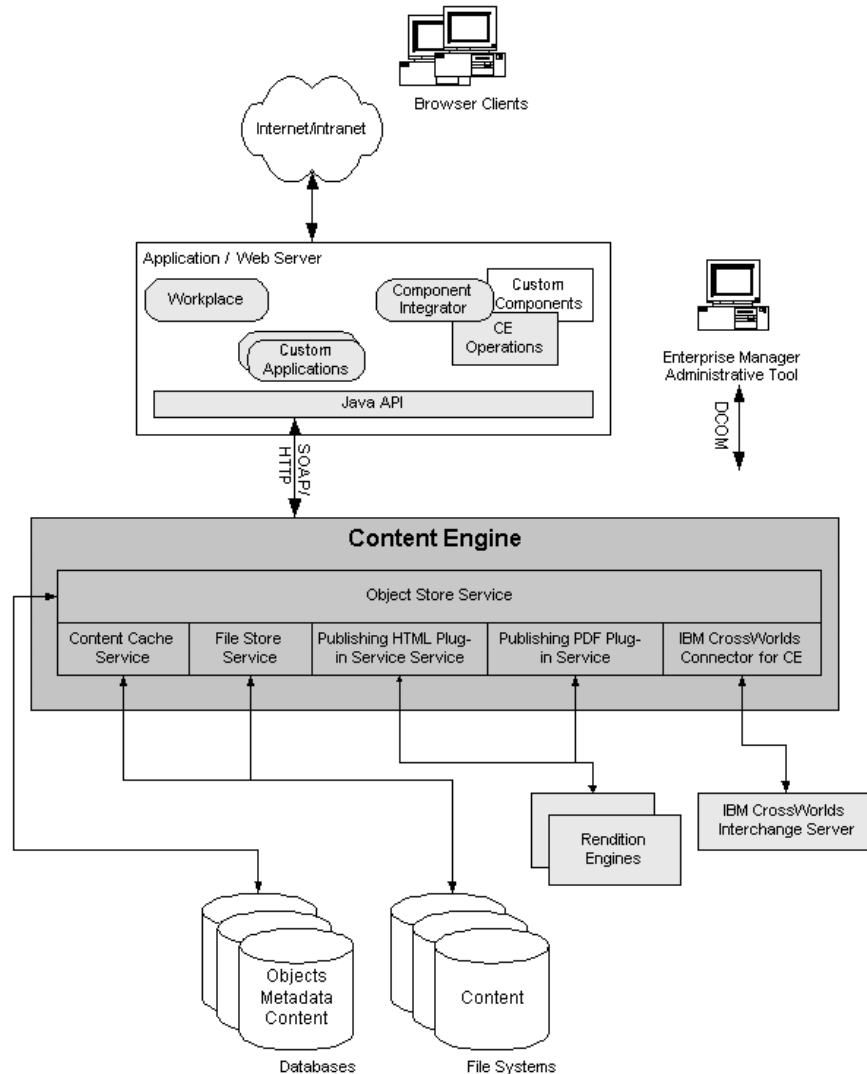 Browser Clients
Internet/intranet
Application / Web Server
Workplace
Component
Integrator
Custom
Components
CE
Operations
Custom
Applications
Java API
Enterprise Manager
Administrative Tool
DCOM
SOAP/
HTTP
Content Engine
Object Store Service
Content Cache
Service
File Store
Service
Publishing HTML Plug-
in Service Service
Publishing PDF Plug-
in Service
IBM CrossWorlds
Connector for CE
Rendition
Engines
IBM CrossWorlds
Interchange Server
Objects
Metadata
Content
Content
Databases
File Systems